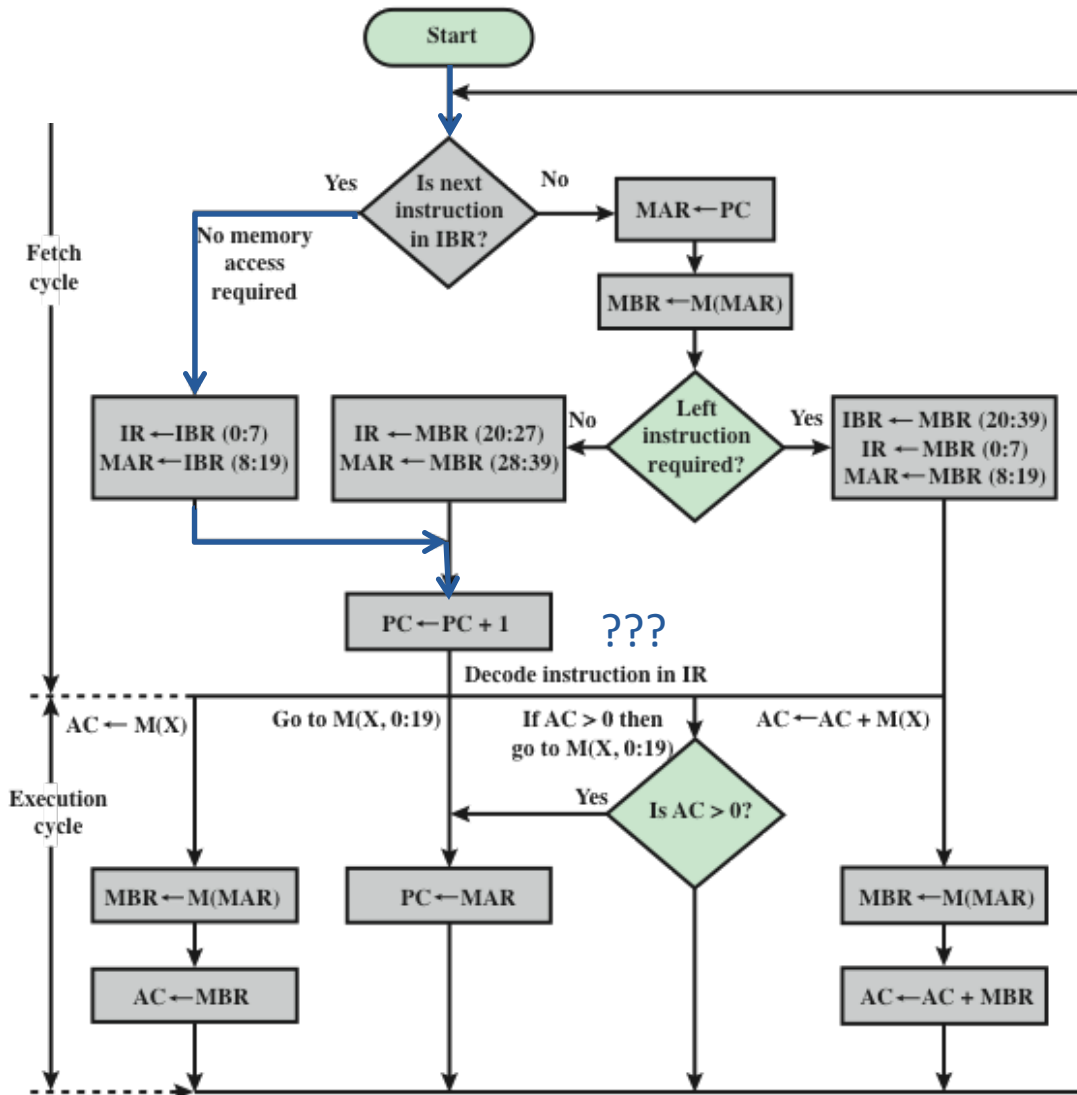 Start
Yes
Is next
instruction
in IBR?
No
MAR ← PC
No memory
access
required
Fetch
cycle
MBR ← M(MAR)
IR ← IBR (0:7)
MAR ← IBR (8:19)
IR ← MBR (20:27)
MAR ← MBR (28:39)
No
Left
instruction
required?
Yes
IBR ← MBR (20:39)
IR ← MBR (0:7)
MAR ← MBR (8:19)
PC ← PC + 1
???
Decode instruction in IR
AC ← M(X)
Go to M(X, 0:19)
If AC > 0 then
go to M(X, 0:19)
AC ← AC + M(X)
Execution
cycle
Yes
Is AC > 0?
MBR ← M(MAR)
PC ← MAR
MBR ← M(MAR)
AC ← MBR
AC ← AC + MBR